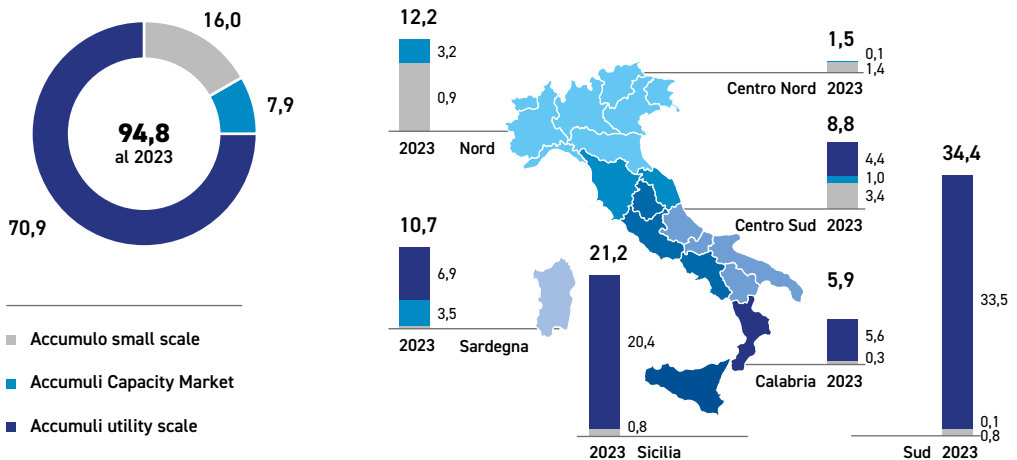 16,0
7,9
94,8
al 2023
70,9
Accumulo small scale
Accumuli Capacity Market
Accumuli utility scale
12,2
3,2
0,9
2023 Nord
10,7
6,9
3,5
2023 Sardegna
21,2
20,4
0,8
2023 Sicilia
1,5
0,1
1,4
Centro Nord 2023
8,8
4,4
1,0
3,4
Centro Sud 2023
5,9
5,6
0,3
Calabria 2023
34,4
33,5
0,1
0,8
Sud 2023